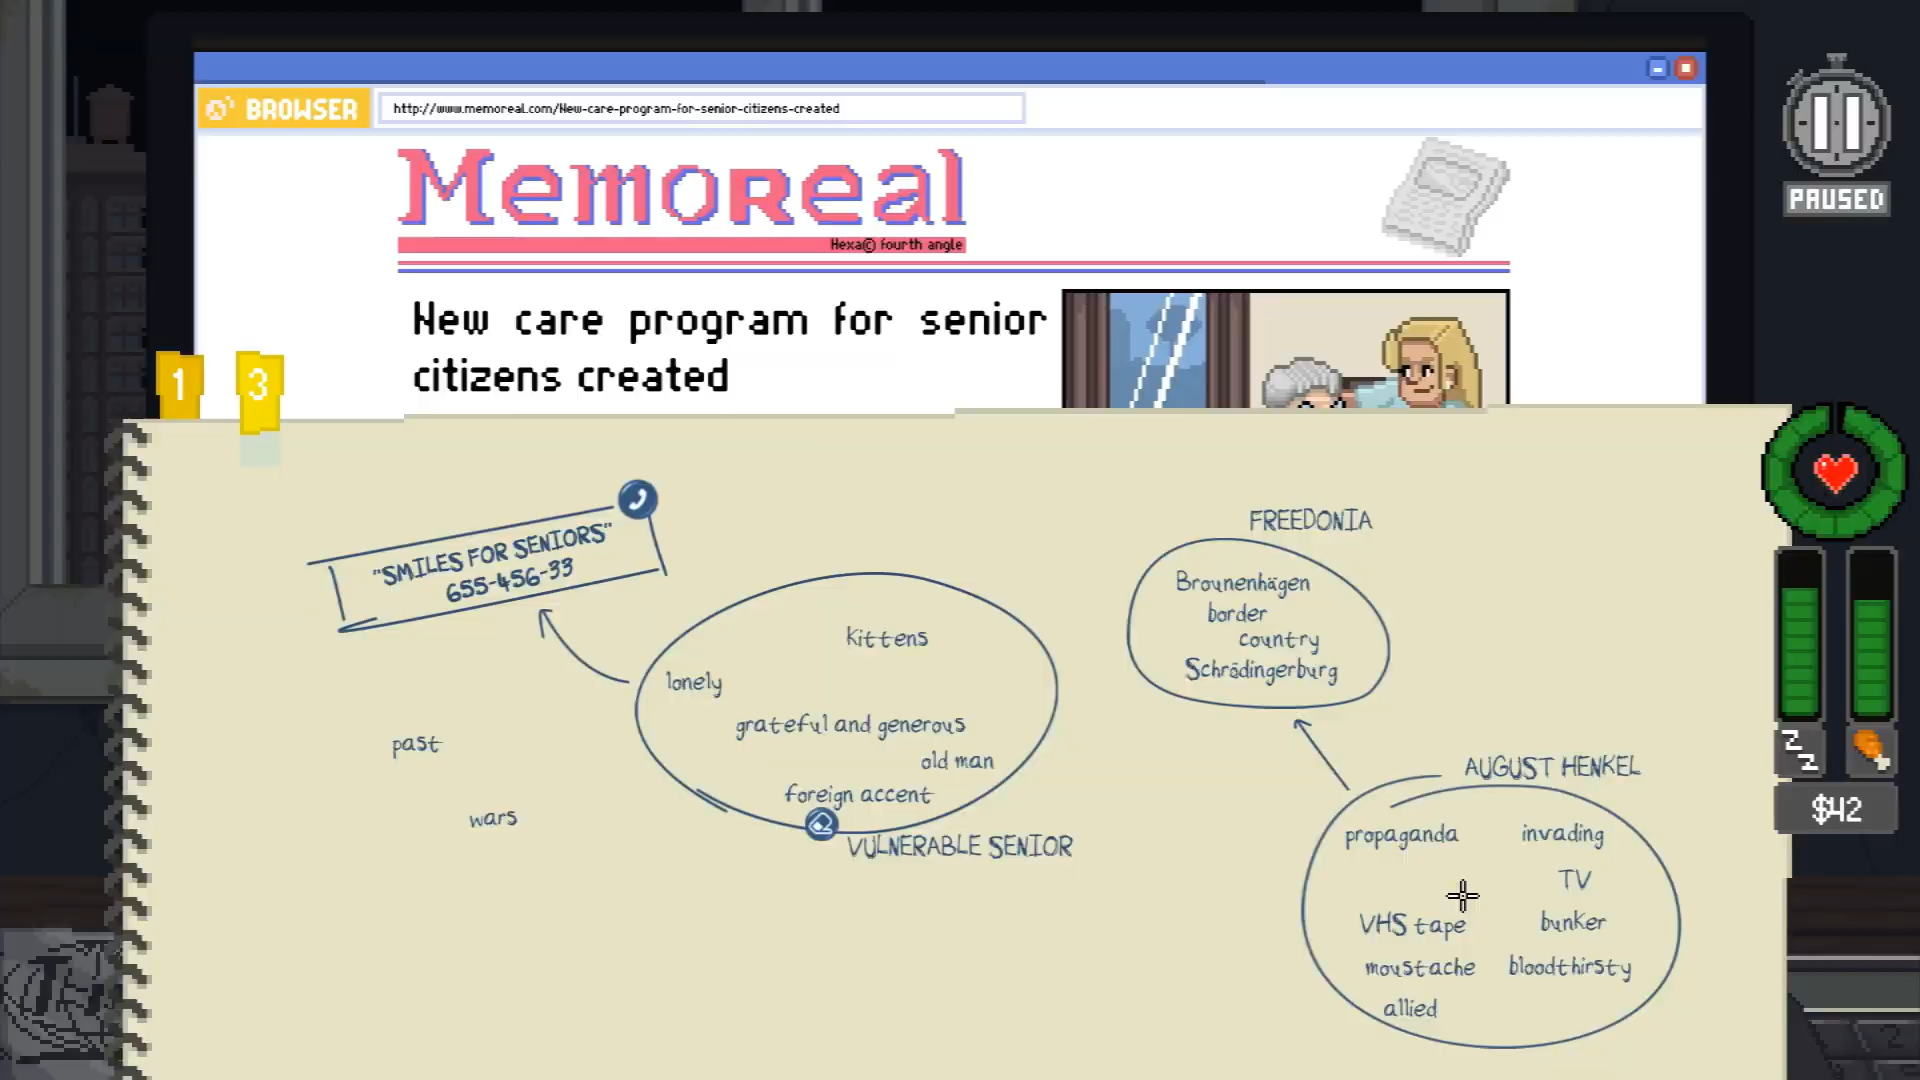 BROWSER
http://www.memoreal.com/New-care-program-for-senior-citizens-created
Memoreal
Hexa© fourth angle
PAUSED
New care program for senior
citizens created
1
3
"SMILES FOR SENIORS"
655-456-33
FREEDONIA
Brounenhägen
border
country
Schrödingerburg
kittens
lonely
grateful and generous
old man
foreign accent
VULNERABLE SENIOR
past
wars
AUGUST HENKEL
propaganda
invading
TV
VHS tape
bunker
moustache
bloodthirsty
allied
ZZZ
$42
2